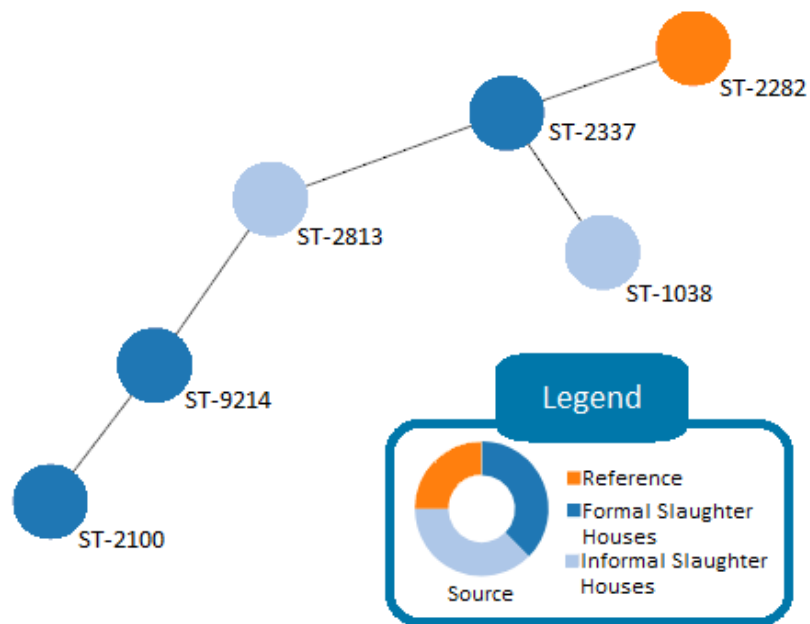 ST-2282
ST-2337
ST-2813
ST-1038
ST-9214
Legend
Reference
Formal Slaughter
Houses
Informal Slaughter
Houses
Source
ST-2100